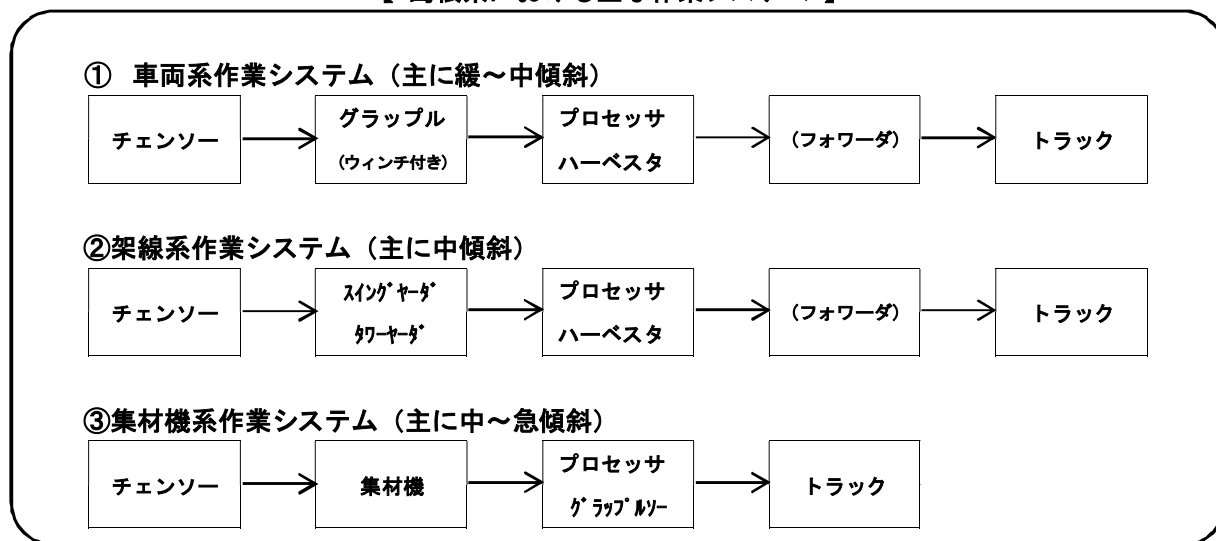 ① 車両系作業システム（主に緩～中傾斜）
チェンソー
グラップル
(ウィンチ付き)
プロセッサ
ハーベスタ
(フォワーダ)
トラック
②架線系作業システム（主に中傾斜）
チェンソー
ｽｲﾝｸﾞﾔｰﾀﾞ
ﾀﾜｰﾔｰﾀﾞ
プロセッサ
ハーベスタ
(フォワーダ)
トラック
③集材機系作業システム（主に中～急傾斜）
チェンソー
集材機
プロセッサ
ｸﾞﾗｯﾌﾟﾙｿｰ
トラック